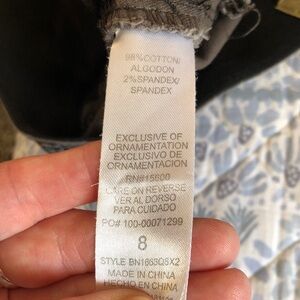 98%COTTON/
ALGODON
2%SPANDEX/
SPANDEX
EXCLUSIVE OF
ORNAMENTATION
EXCLUSIVO DE
ORNAMENTACION
RN#15600
CARE ON REVERSE
VER AL DORSO
PARA CUIDADO
PO# 100-00071299
8
STYLE BN1653QSX2
MADE IN CHINA
HECHO EN CHINA